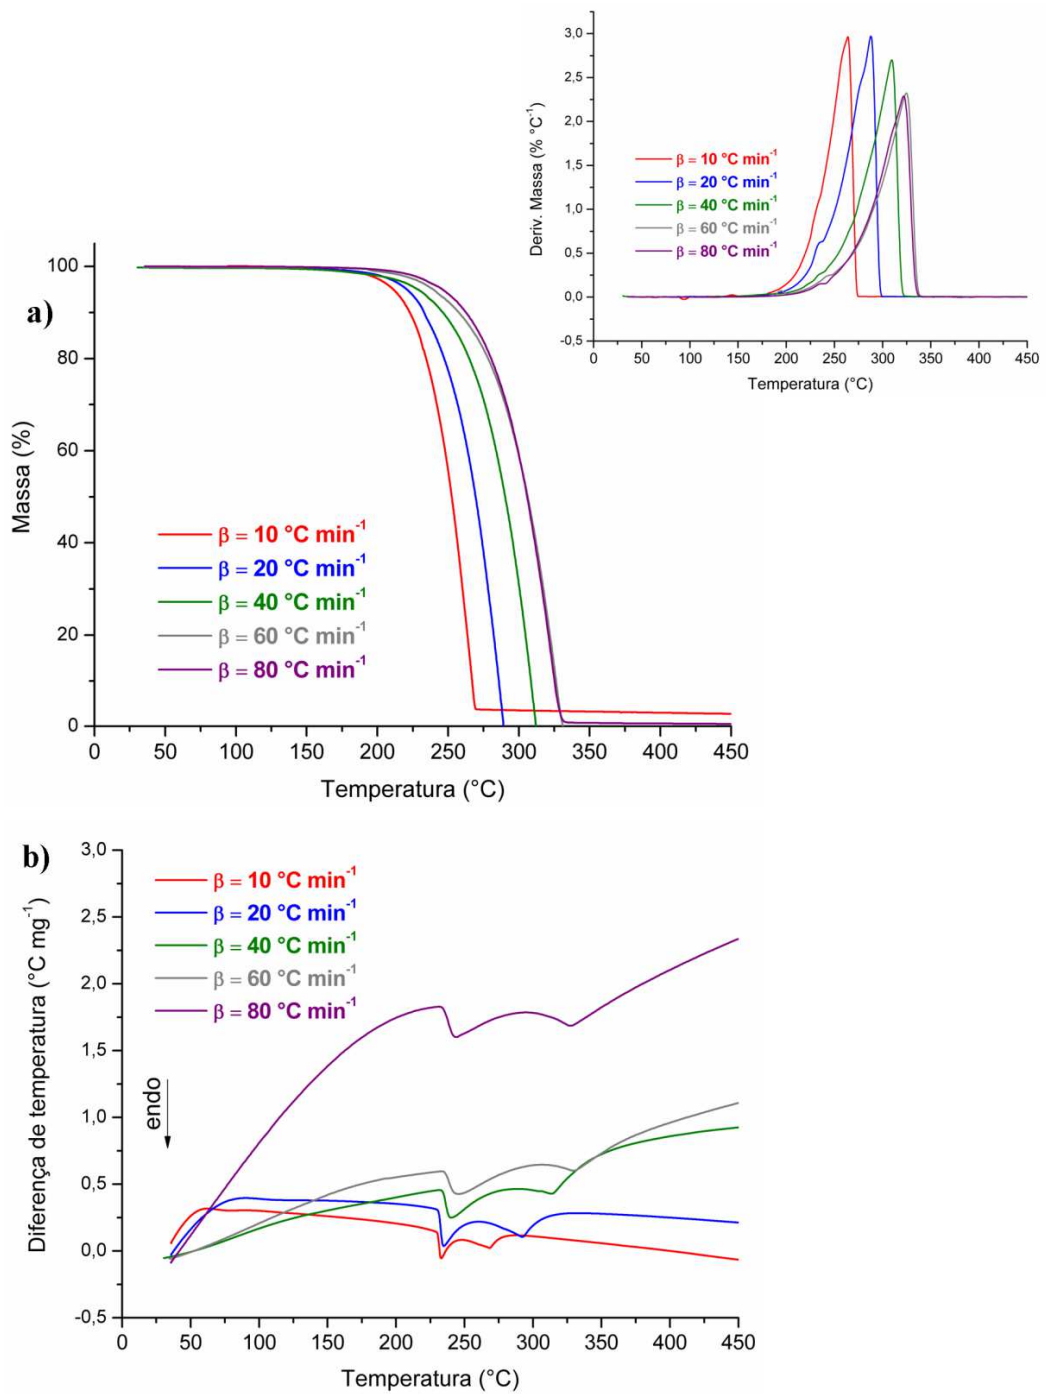 3,0
2,5
2,0
1,5
1,0
0,5
0,0
-0,5
Deriv. Massa (% °C⁻¹)
β = 10 °C min⁻¹
β = 20 °C min⁻¹
β = 40 °C min⁻¹
β = 60 °C min⁻¹
β = 80 °C min⁻¹
0 50 100 150 200 250 300 350 400 450
Temperatura (°C)
a)
100
80
60
40
20
0
Massa (%)
β = 10 °C min⁻¹
β = 20 °C min⁻¹
β = 40 °C min⁻¹
β = 60 °C min⁻¹
β = 80 °C min⁻¹
0 50 100 150 200 250 300 350 400 450
Temperatura (°C)
b)
3,0
2,5
2,0
1,5
1,0
0,5
0,0
-0,5
Diferença de temperatura (°C mg⁻¹)
β = 10 °C min⁻¹
β = 20 °C min⁻¹
β = 40 °C min⁻¹
β = 60 °C min⁻¹
β = 80 °C min⁻¹
endo
0 50 100 150 200 250 300 350 400 450
Temperatura (°C)